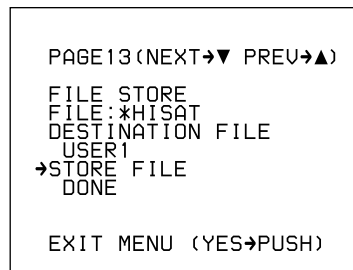 PAGE13(NEXT→▼ PREV→▲)
FILE STORE
FILE:*HISAT
DESTINATION FILE
USER1
→STORE FILE
DONE
EXIT MENU (YES→PUSH)